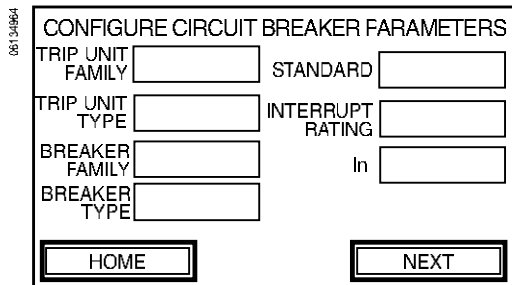 06134964
CONFIGURE CIRCUIT BREAKER PARAMETERS
TRIP UNIT
FAMILY
STANDARD
TRIP UNIT
TYPE
INTERRUPT
RATING
BREAKER
FAMILY
In
BREAKER
TYPE
HOME
NEXT